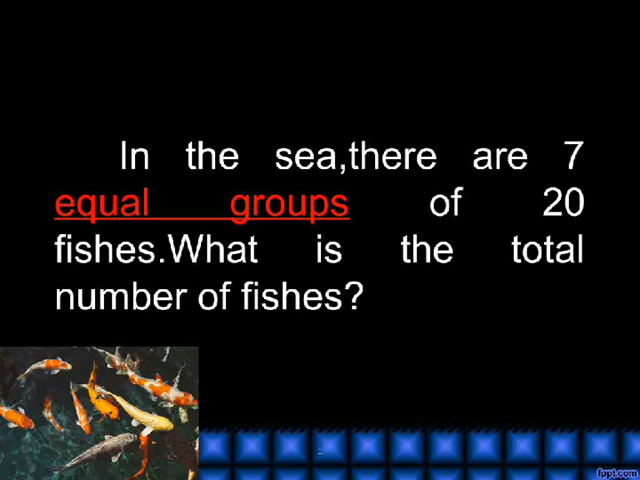 In the sea,there are 7
equal groups of 20
fishes.What is the total
number of fishes?
fppt.com